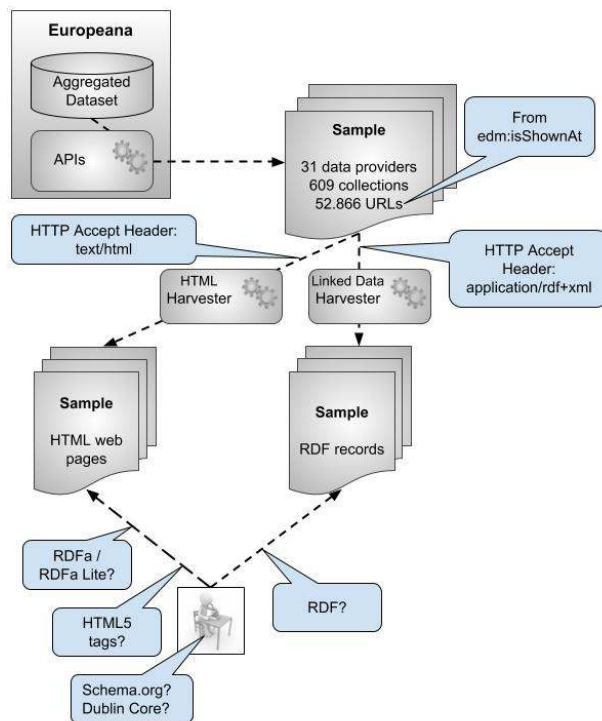 Europeana
Aggregated
Dataset
APIs
Sample
31 data providers
609 collections
52.866 URLs
From
edm:isShownAt
HTTP Accept Header:
text/html
HTTP Accept
Header:
application/rdf+xml
HTML
Harvester
Linked Data
Harvester
Sample
HTML web
pages
Sample
RDF records
RDFa /
RDFa Lite?
HTML5
tags?
RDF?
Schema.org?
Dublin Core?